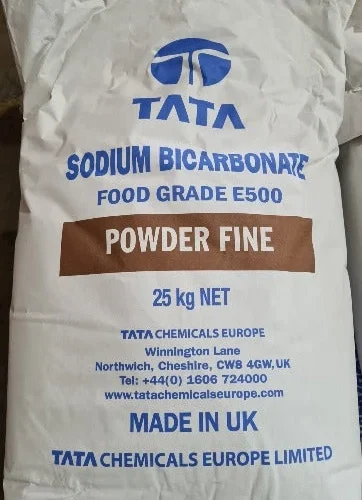 TATA
SODIUM BICARBONATE
FOOD GRADE E500
POWDER FINE
25 kg NET
TATA CHEMICALS EUROPE
Winnington Lane
Northwich, Cheshire, CW8 4GW,UK
Tel: +44(0) 1606 724000
www.tatachemicalseurope.com
MADE IN UK
TATA CHEMICALS EUROPE LIMITED